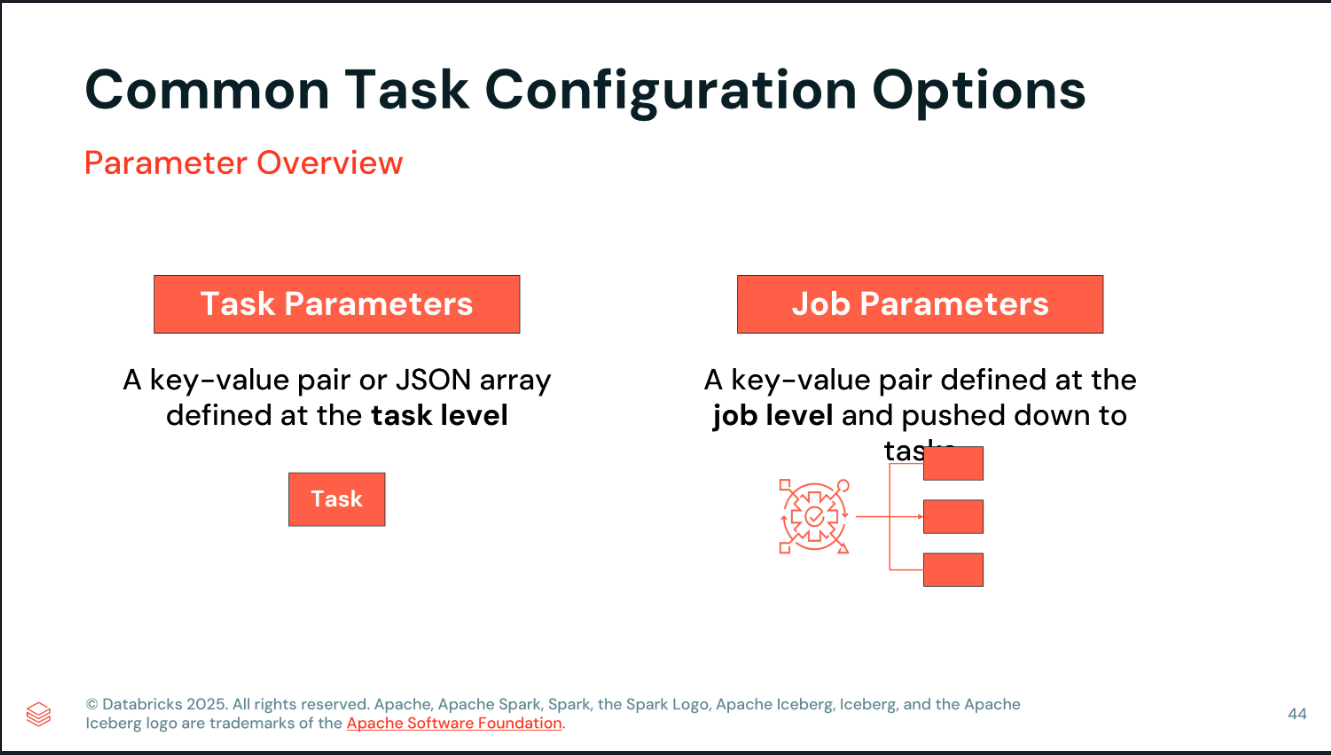 Common Task Configuration Options
Parameter Overview
Task Parameters
A key-value pair or JSON array
defined at the task level
Task
Job Parameters
A key-value pair defined at the
job level and pushed down to
tasks
© Databricks 2025. All rights reserved. Apache, Apache Spark, Spark, the Spark Logo, Apache Iceberg, Iceberg, and the Apache
Iceberg logo are trademarks of the Apache Software Foundation.
44